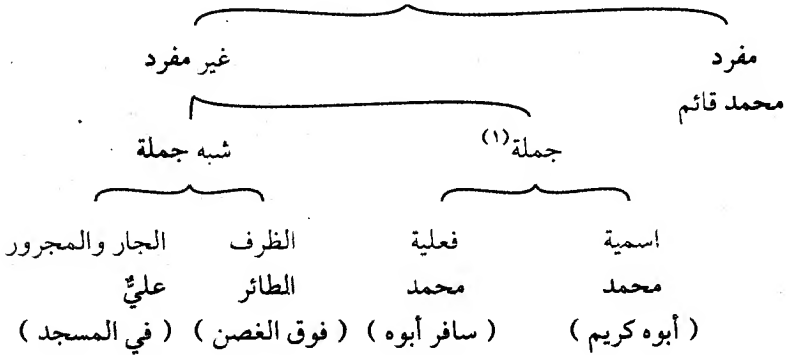 مفرد غير مفرد
محمد قائم
جملة(١) شبه جملة
اسمية فعلية الظرف الجار والمجرور
محمد محمد الطائر عليٌّ
( أبوه كريم ) ( سافر أبوه ) ( فوق الغصن ) ( في المسجد )